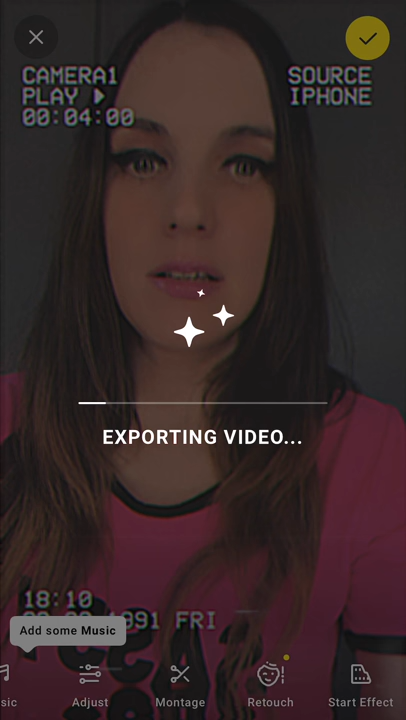 CAMERA1
PLAY
00:04:00
SOURCE
IPHONE
EXPORTING VIDEO...
18:10
FRI
Add some Music
sic
Adjust
Montage
Retouch
Start Effect